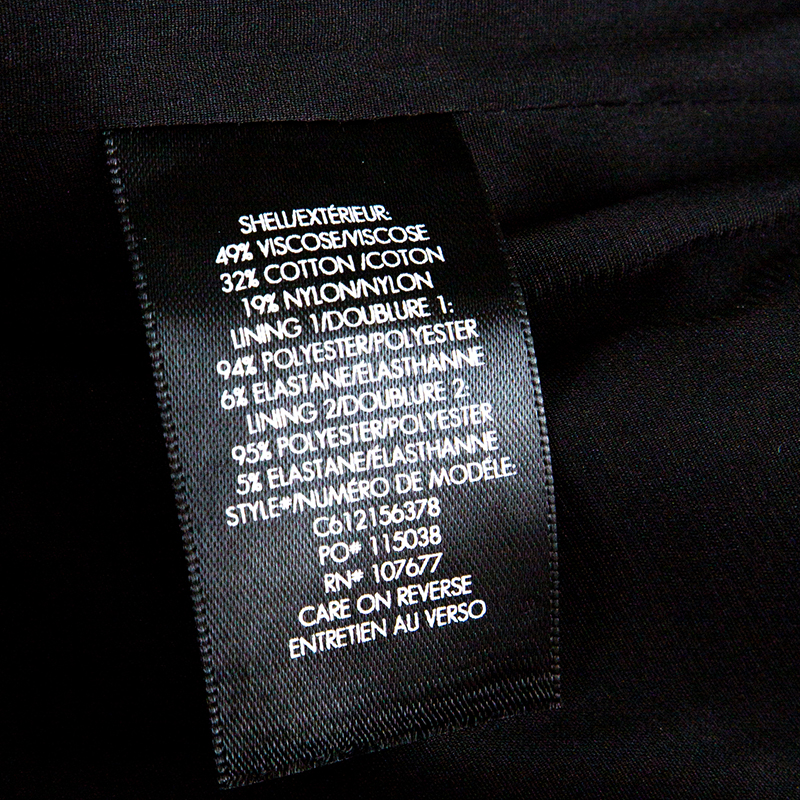 SHELL/EXTÉRIEUR:
49% VISCOSE/VISCOSE
32% COTTON /COTON
19% NYLON/NYLON
LINING 1/DOUBLURE 1:
94% POLYESTER/POLYESTER
6% ELASTANE/ÉLASTHANNE
LINING 2/DOUBLURE 2:
95% POLYESTER/POLYESTER
5% ELASTANE/ÉLASTHANNE
STYLE#/NUMÉRO DE MODÈLE:
C612156378
PO# 115038
RN# 107677
CARE ON REVERSE
ENTRETIEN AU VERSO